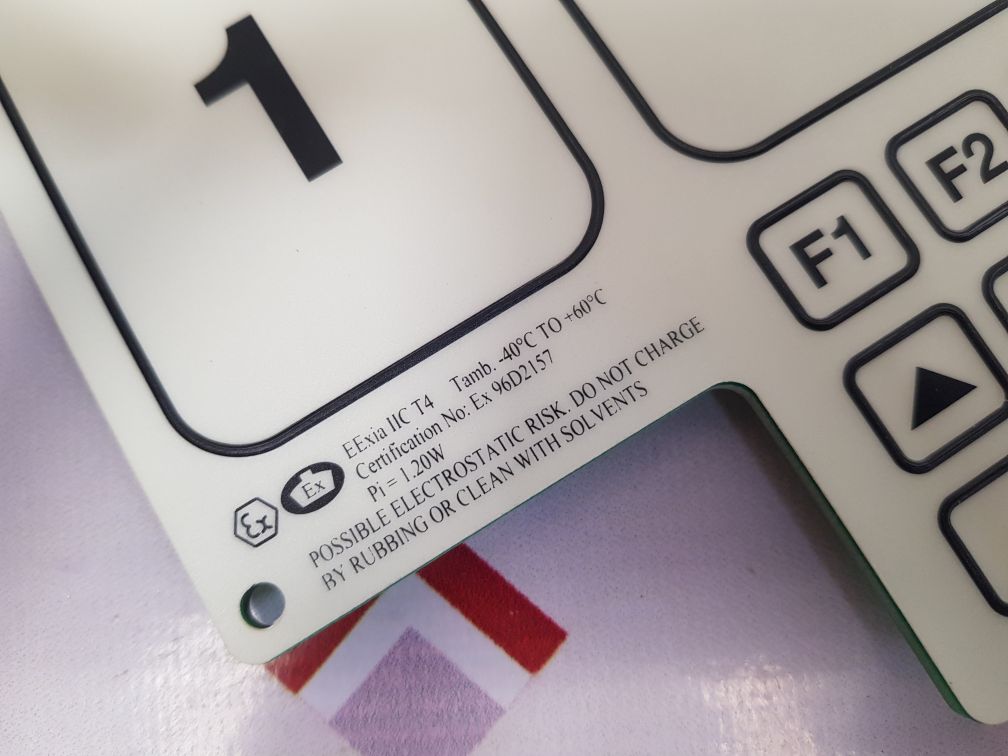 1
F1
F2
EExia IIC T4 Tamb. -40°C TO +60°C
Certification No: Ex 96D2157
Pi = 1.20W
POSSIBLE ELECTROSTATIC RISK. DO NOT CHARGE
BY RUBBING OR CLEAN WITH SOLVENTS
Ex
Ex